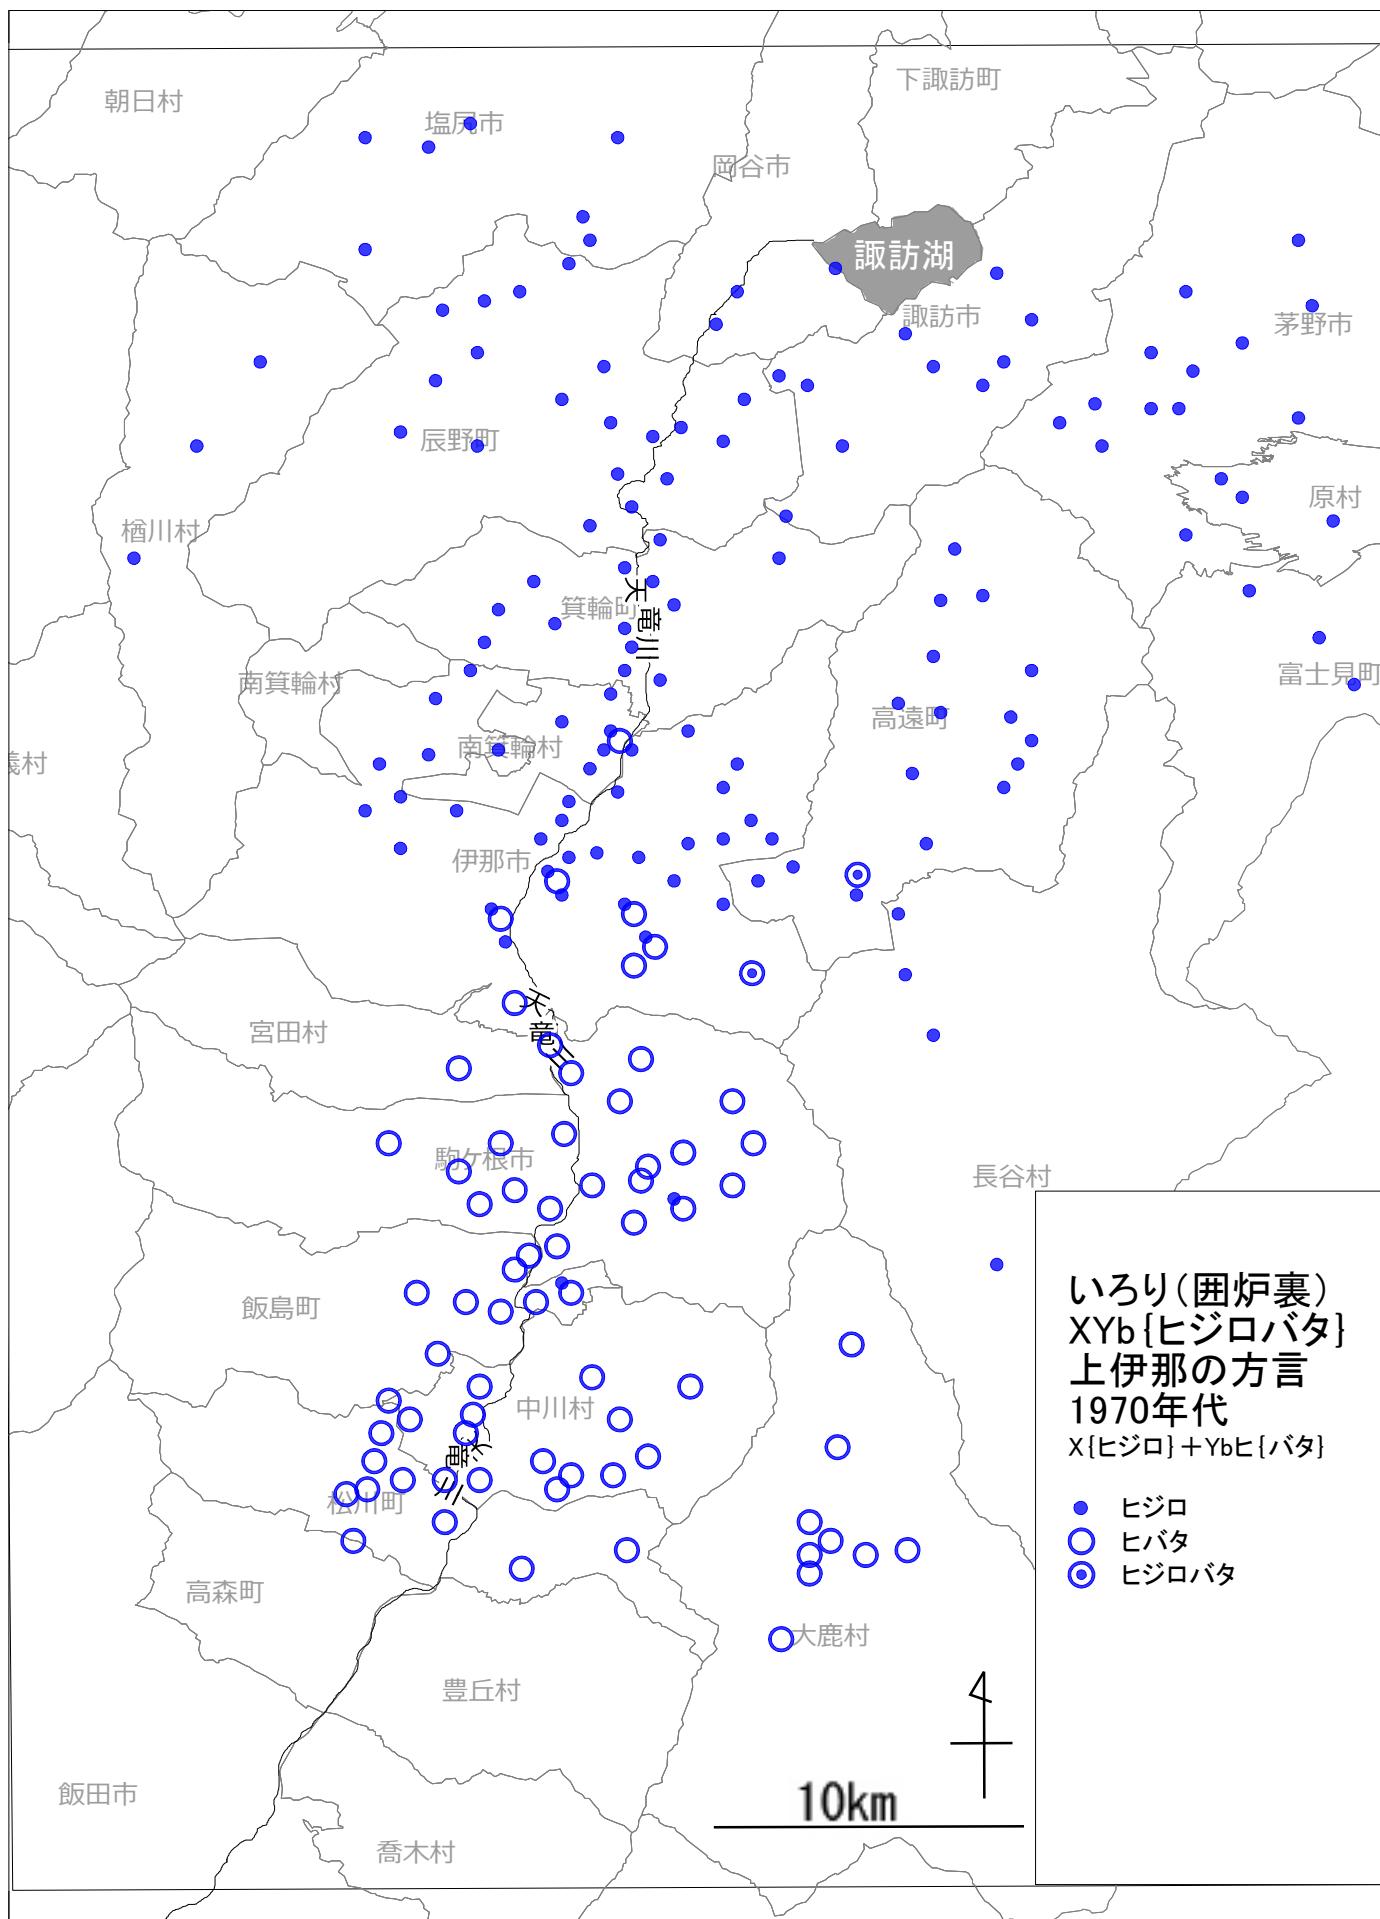 下諏訪町
朝日村
塩尻市
岡谷市
諏訪湖
諏訪市
茅野市
辰野町
原村
楢川村
箕輪町
天竜川
南箕輪村
富士見町
高遠町
南箕輪村
義村
伊那市
天竜川
宮田村
駒ケ根市
長谷村
飯島町
中川村
天竜川
松川町
高森町
大鹿村
豊丘村
飯田市
喬木村
10km
いろり(囲炉裏)
XYb{ヒジロバタ}
上伊那の方言
1970年代
X{ヒジロ}+Ybヒ{バタ}
ヒジロ
ヒバタ
ヒジロバタ